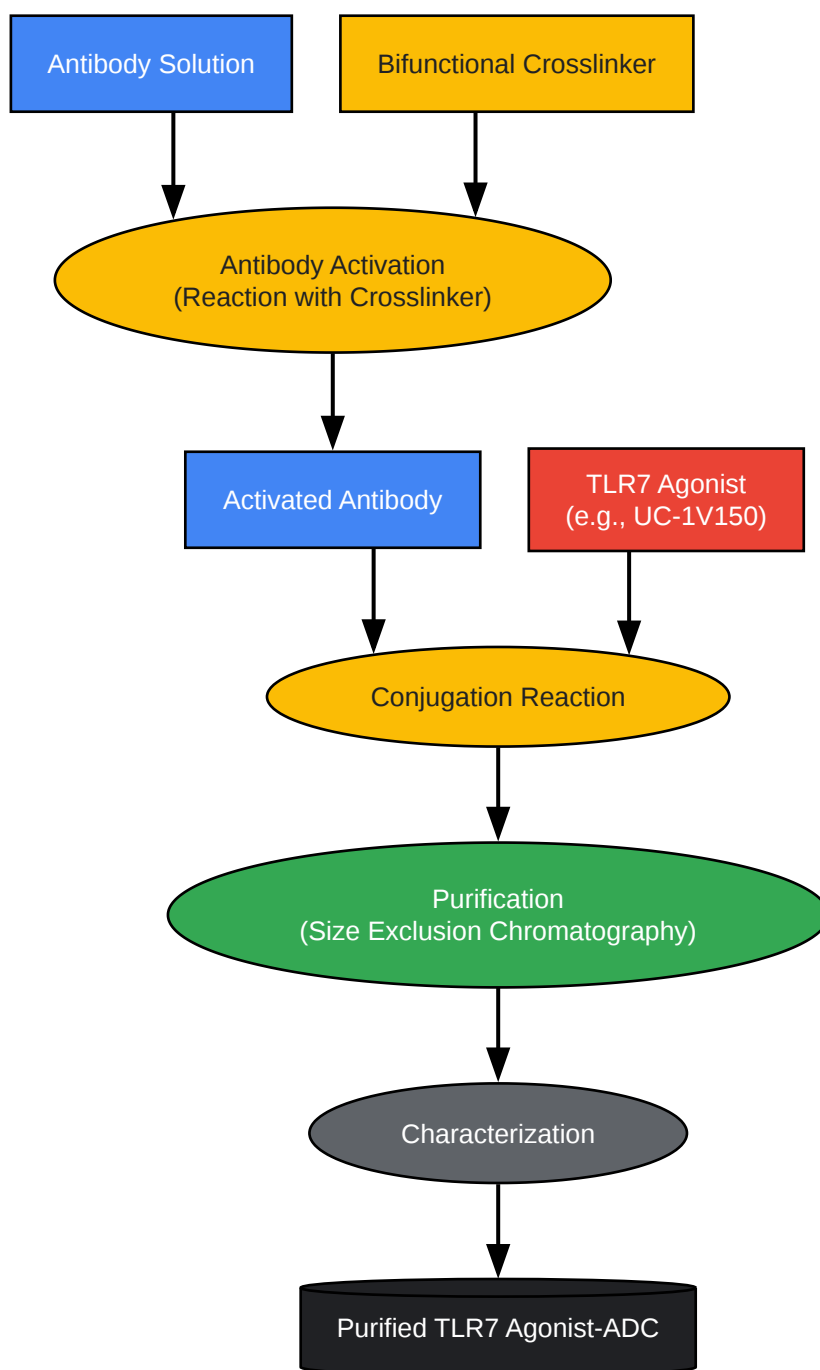 Antibody Solution
Bifunctional Crosslinker
Antibody Activation
(Reaction with Crosslinker)
Activated Antibody
TLR7 Agonist
(e.g., UC-1V150)
Conjugation Reaction
Purification
(Size Exclusion Chromatography)
Characterization
Purified TLR7 Agonist-ADC